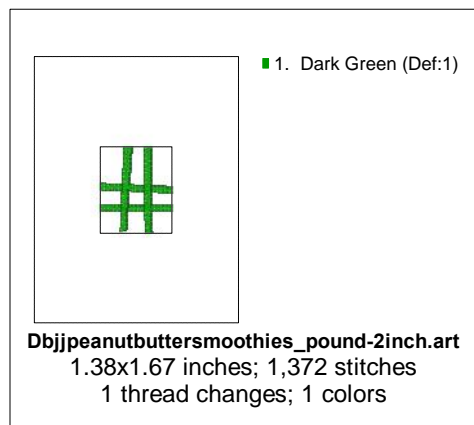 1. Dark Green (Def:1)
Dbjjpeanutbuttersmoothies_pound-2inch.art
1.38x1.67 inches; 1,372 stitches
1 thread changes; 1 colors